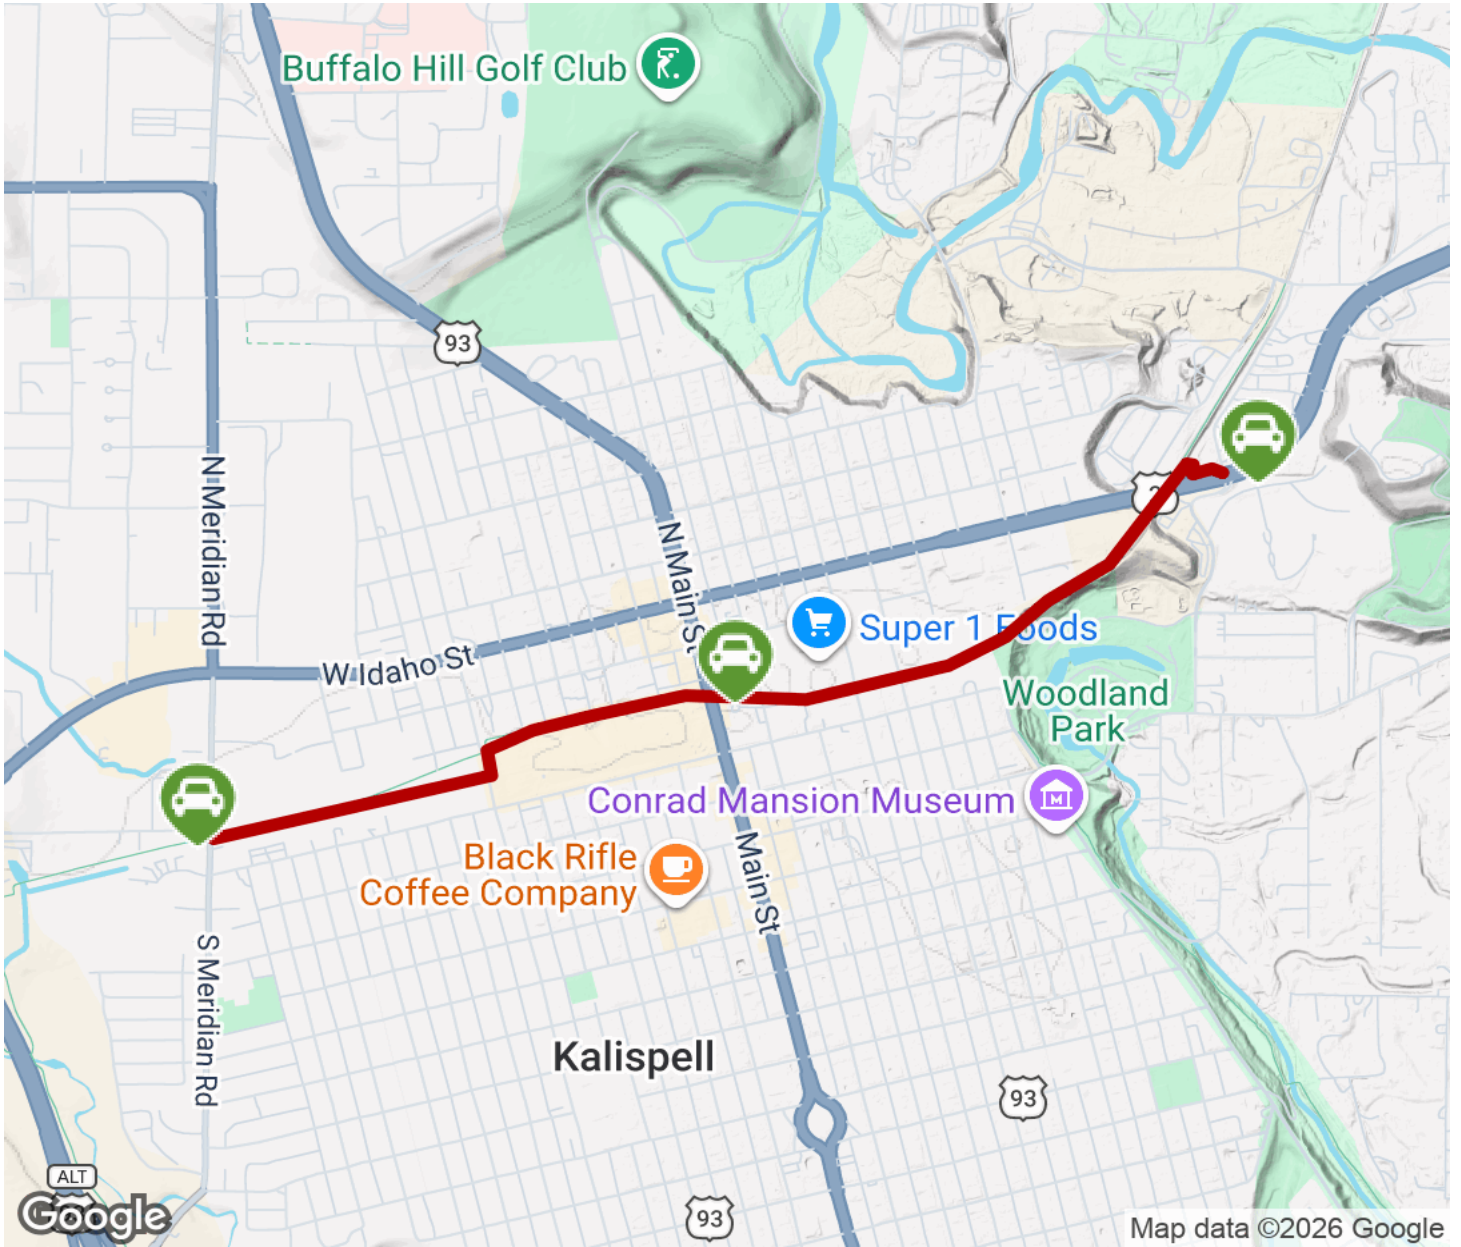 Buffalo Hill Golf Club
93
N Meridian Rd
2
N Main St
Super 1 Foods
W Idaho St
Woodland
Park
Conrad Mansion Museum
Black Rifle
Coffee Company
Main St
S Meridian Rd
Kalispell
93
ALT
93
Google
Map data ©2026 Google